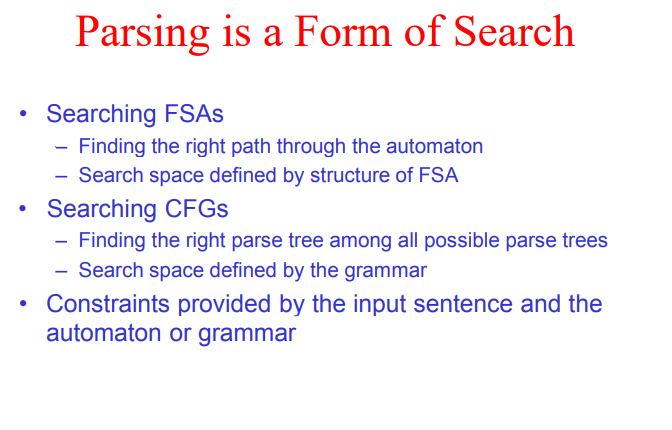 Parsing is a Form of Search
• Searching FSAs
– Finding the right path through the automaton
– Search space defined by structure of FSA
• Searching CFGs
– Finding the right parse tree among all possible parse trees
– Search space defined by the grammar
• Constraints provided by the input sentence and the
automaton or grammar